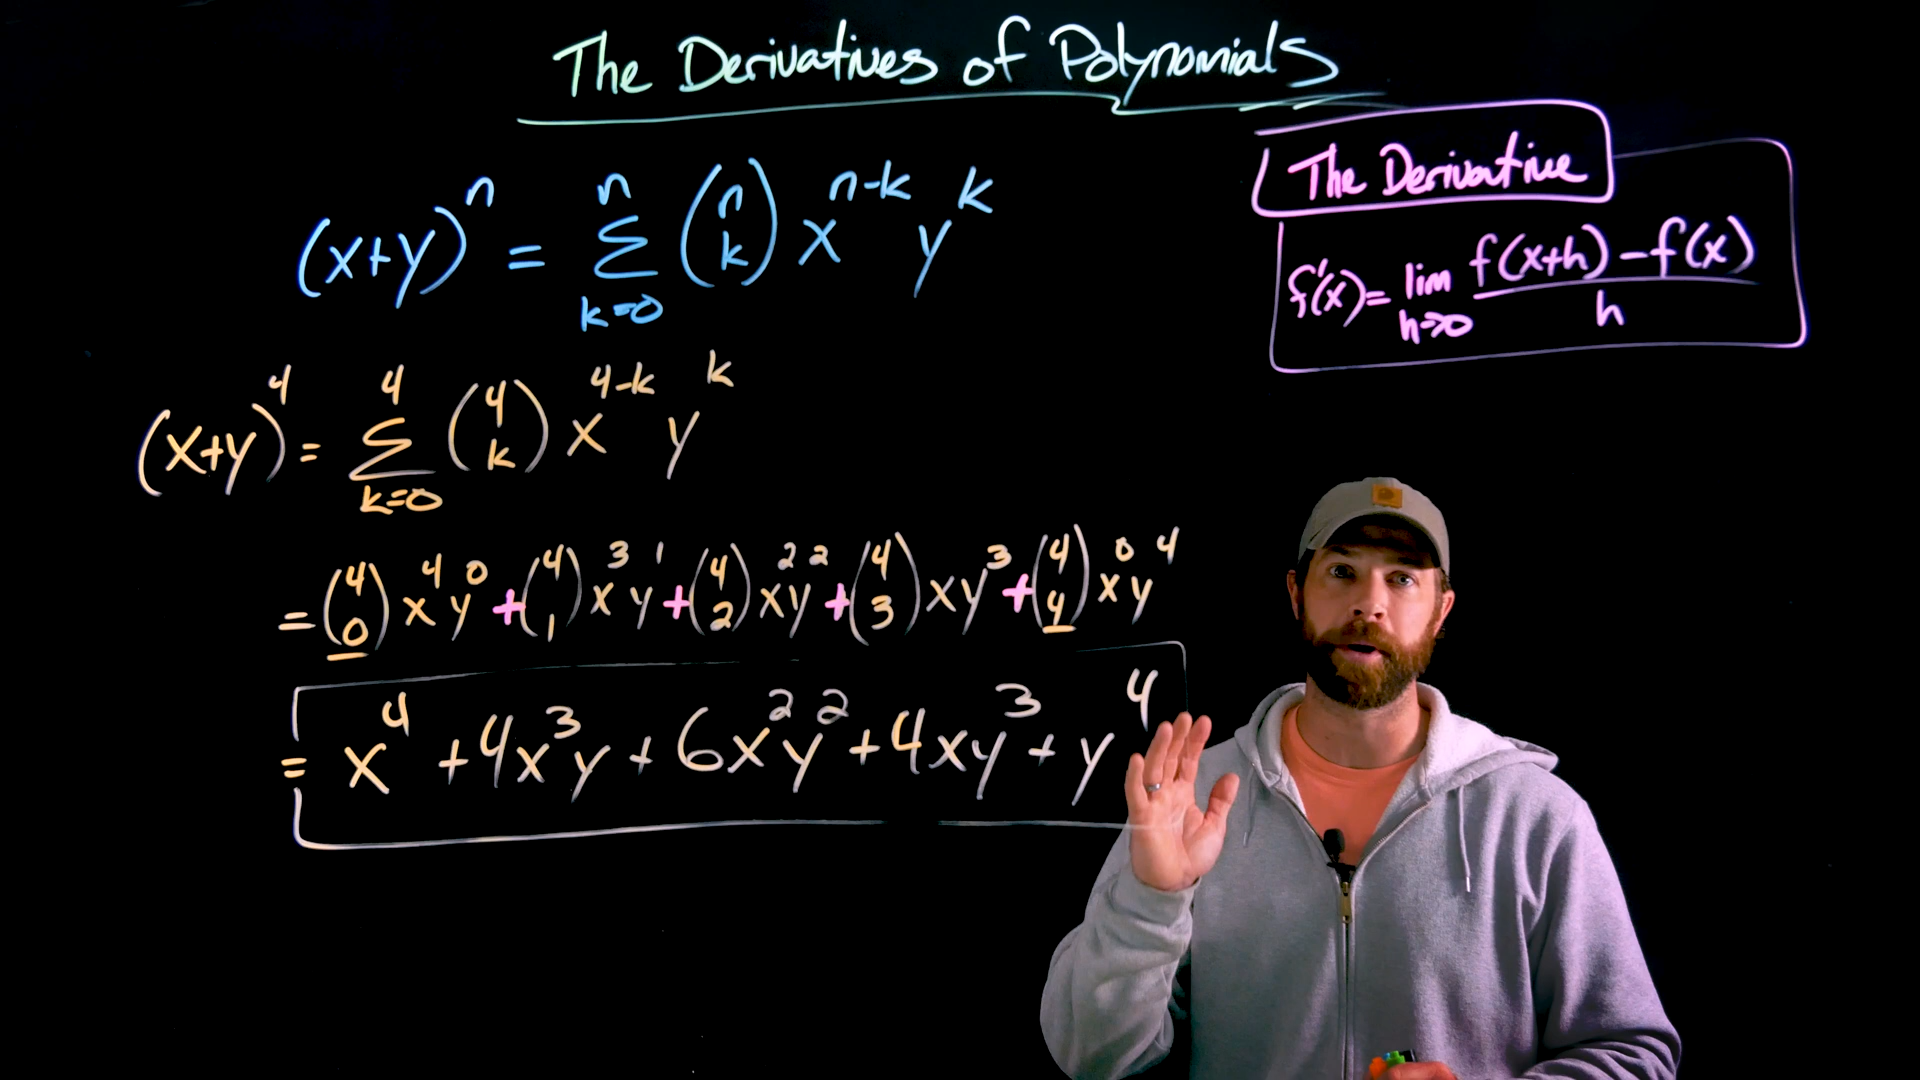 The Derivatives of Polynomials
The Derivative
f'(x) = lim h→0 f(x+h) - f(x) / h
(x+y)^n = Σ k=0 n (n k) x^n-k y^k
(x+y)^4 = Σ k=0 4 (4 k) x^4-k y^k
= (4 0) x^4 y^0 + (4 1) x^3 y^1 + (4 2) x^2 y^2 + (4 3) x y^3 + (4 4) x^0 y^4
= x^4 + 4x^3 y + 6x^2 y^2 + 4xy^3 + y^4